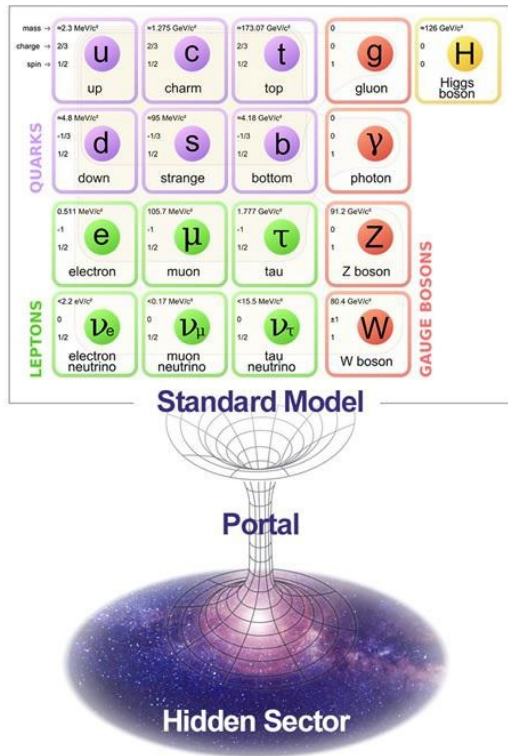 mass → ≈2.3 MeV/c² ≈1.275 GeV/c² ≈173.07 GeV/c² 0 ≈126 GeV/c²
charge → 2/3 2/3 2/3 0 0
spin → 1/2 1/2 1/2 1 0
u c t g H
up charm top gluon Higgs boson
≈4.8 MeV/c² ≈95 MeV/c² ≈4.18 GeV/c² 0
-1/3 -1/3 -1/3 0
1/2 1/2 1/2 1
d s b γ
down strange bottom photon
QUARKS
0.511 MeV/c² 105.7 MeV/c² 1.777 GeV/c² 91.2 GeV/c²
-1 -1 -1 0
1/2 1/2 1/2 1
e μ τ Z
electron muon tau Z boson
<2.2 eV/c² <0.17 MeV/c² <15.5 MeV/c² 80.4 GeV/c²
0 0 0 ±1
1/2 1/2 1/2 1
νe νμ ντ W
electron neutrino muon neutrino tau neutrino W boson
LEPTONS
GAUGE BOSONS
Standard Model
Portal
Hidden Sector